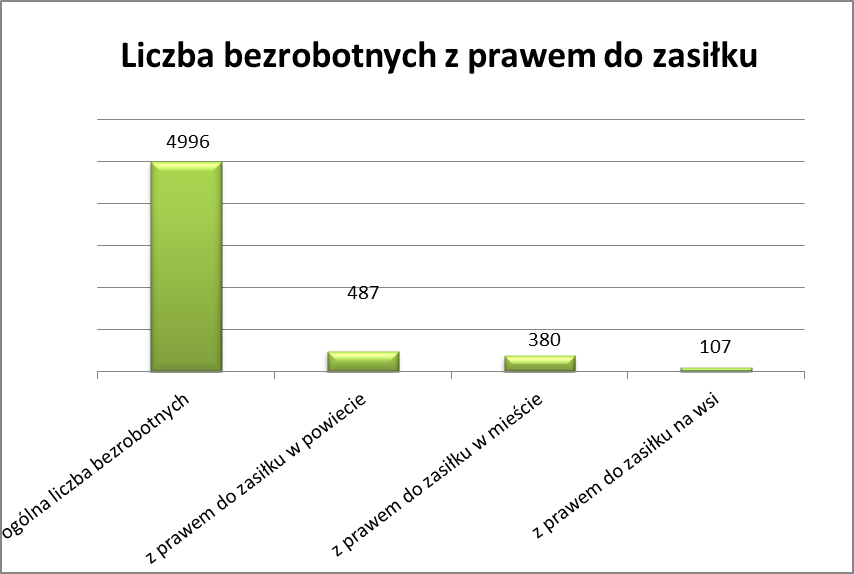 Liczba bezrobotnych z prawem do zasiłku
4996
487
380
107
ogólna liczba bezrobotnych
z prawem do zasiłku w powiecie
z prawem do zasiłku w mieście
z prawem do zasiłku na wsi